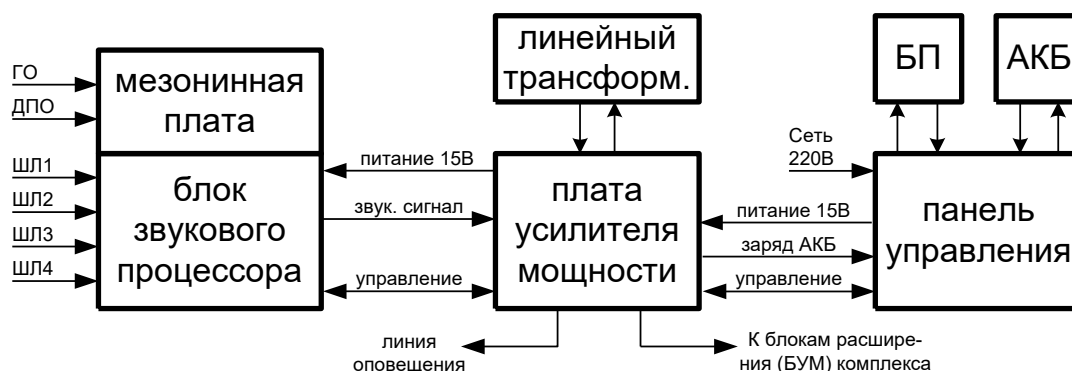 ГО
ДПО
мезонинная
плата
ШЛ1
ШЛ2
ШЛ3
ШЛ4
блок
звукового
процессора
питание 15В
звук. сигнал
управление
линейный
трансформ.
плата
усилителя
мощности
линия
оповещения
К блокам расшире-
ния (БУМ) комплекса
питание 15В
заряд АКБ
управление
БП
АКБ
Сеть
220В
панель
управления